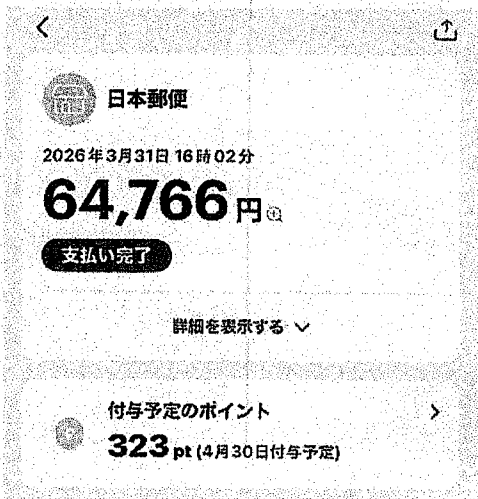 日本郵便
2026年3月31日 16時02分
64,766円
支払い完了
詳細を表示する
付与予定のポイント
323 pt (4月30日付与予定)